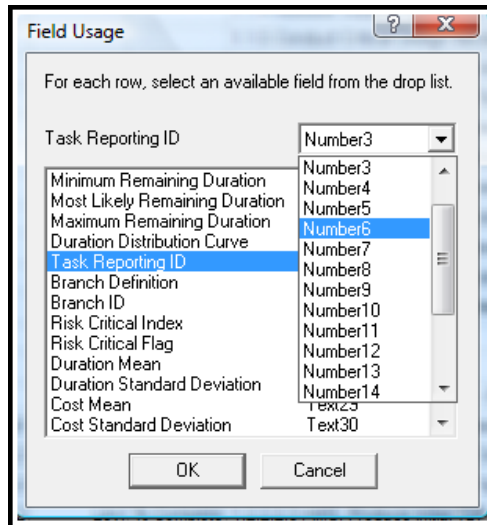 Field Usage
For each row, select an available field from the drop list.
Task Reporting ID Number3
Minimum Remaining Duration Number3
Most Likely Remaining Duration Number4
Maximum Remaining Duration Number5
Duration Distribution Curve Number6
Task Reporting ID Number7
Branch Definition Number8
Branch ID Number9
Risk Critical Index Number10
Risk Critical Flag Number11
Duration Mean Number12
Duration Standard Deviation Number13
Number14
Cost Mean Text29
Cost Standard Deviation Text30
OK Cancel